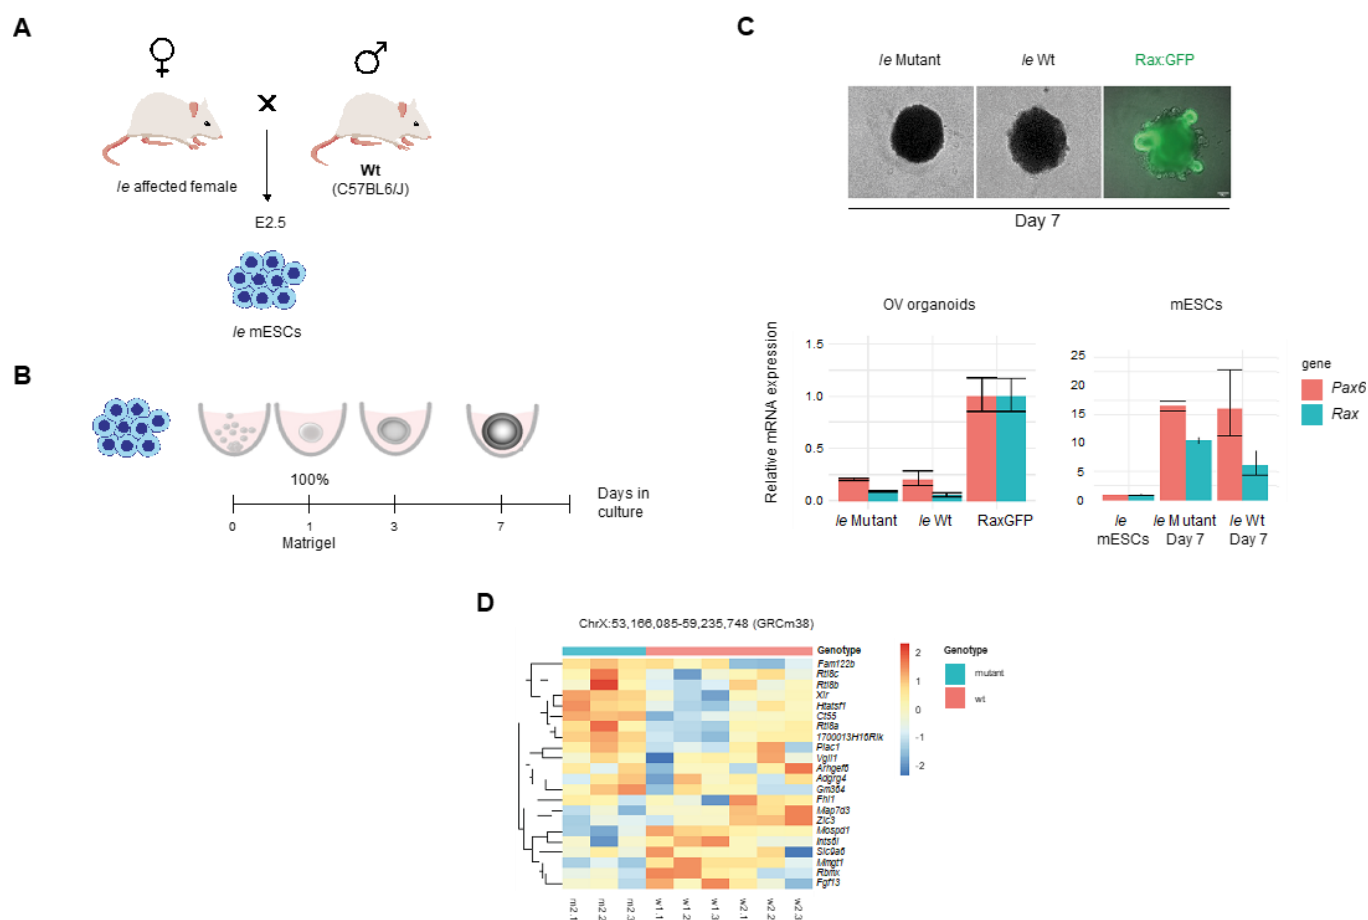 A
♀
♂
X
le affected female
Wt
(C57BL6/J)
E2.5
le mESCs
B
100%
0
1
3
7
Days in
culture
Matrigel
C
le Mutant
le Wt
Rax:GFP
Day 7
OV organoids
Relative mRNA expression
1.5
1.0
0.5
0.0
le Mutant
le Wt
RaxGFP
mESCs
25
20
15
10
5
0
le
mESCs
le Mutant
Day 7
le Wt
Day 7
gene
Pax6
Rax
D
ChrX:53,166,085-59,235,748 (GRCm38)
Genotype
Fam122b
Rtl8c
Rtl8b
Xlr
Htatsf1
Ct55
Rtl8a
1700013H16Rik
Plac1
Vgll1
Arhgef6
Adgrg4
Gm364
Fhl1
Map7d3
Zic3
Mospd1
Ints6l
Slc9a6
Mmgt1
Rbmx
Fgf13
m2.1
m2.2
m2.3
w1.1
w1.2
w1.3
w2.1
w2.2
w2.3
2
1
0
-1
-2
Genotype
mutant
wt